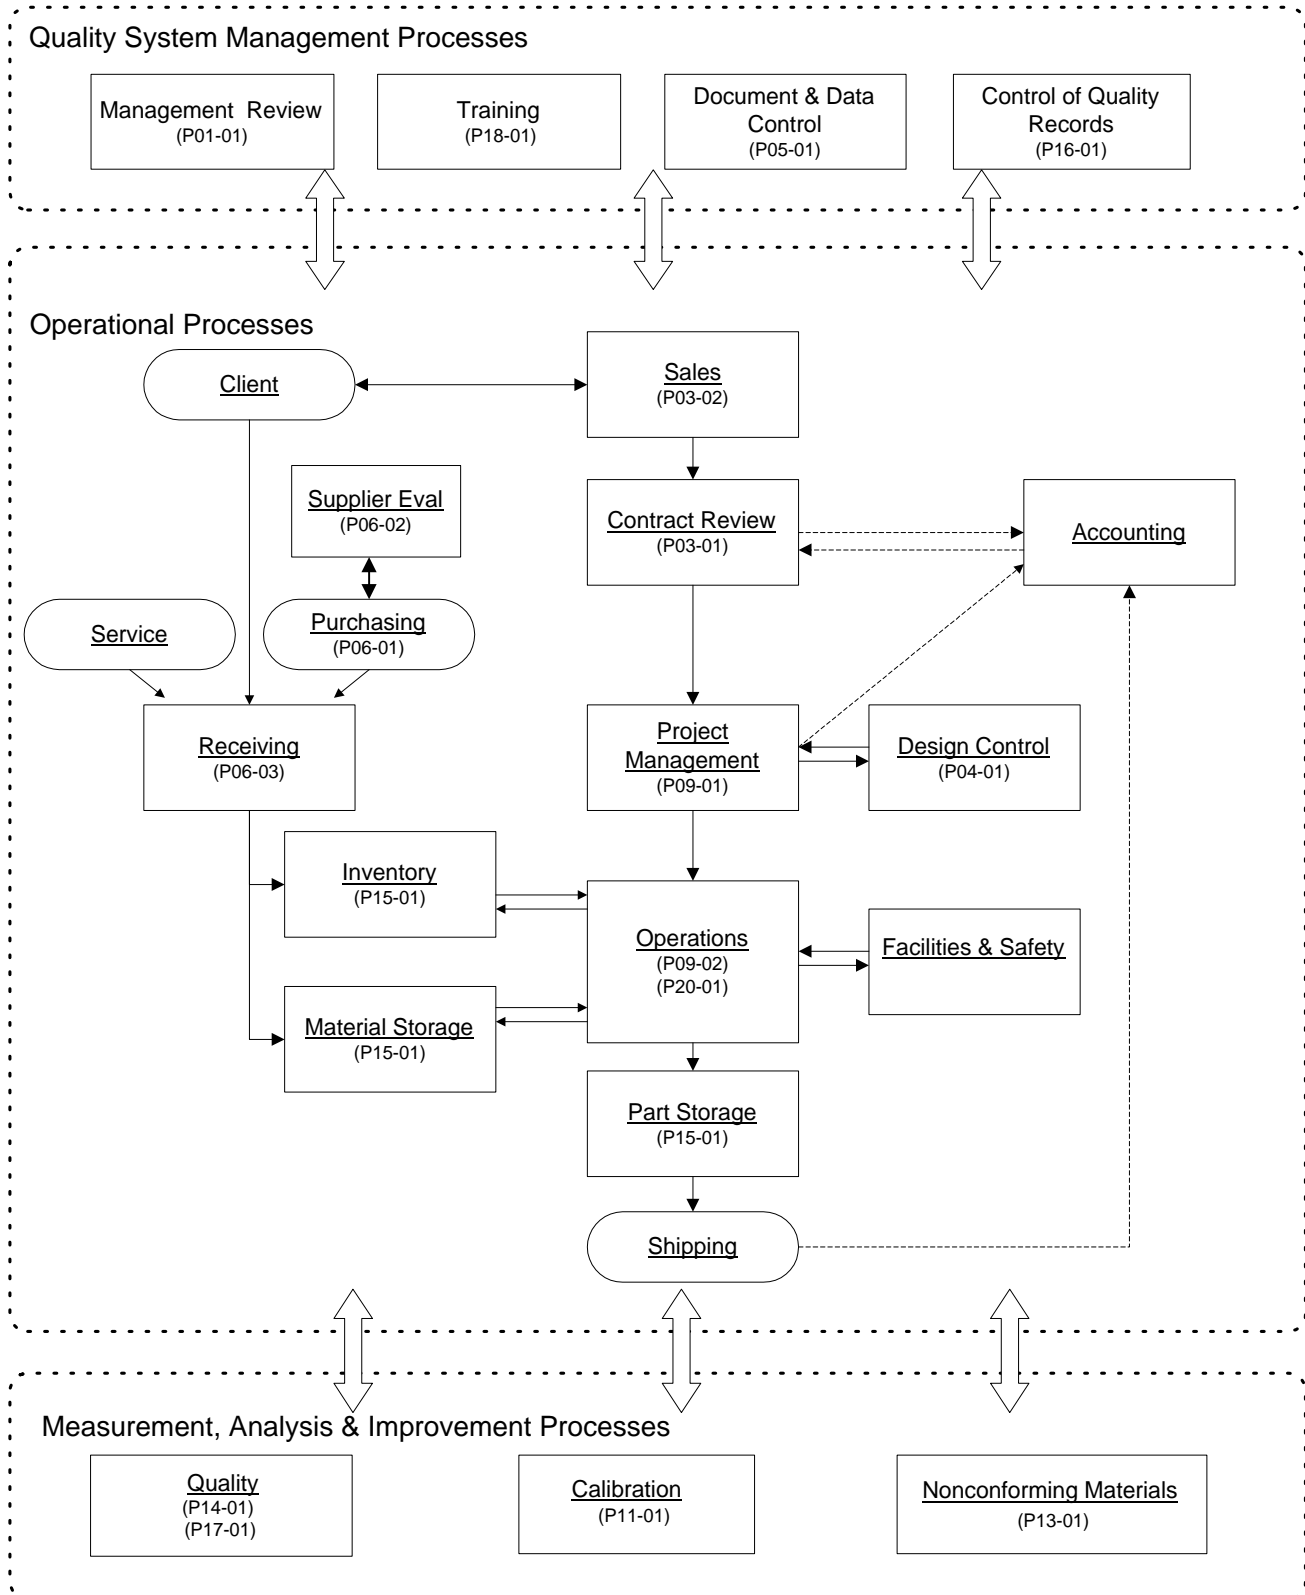 Quality System Management Processes
Management Review
(P01-01)
Training
(P18-01)
Document & Data
Control
(P05-01)
Control of Quality
Records
(P16-01)
Operational Processes
Client
Sales
(P03-02)
Supplier Eval
(P06-02)
Contract Review
(P03-01)
Accounting
Service
Purchasing
(P06-01)
Receiving
(P06-03)
Project
Management
(P09-01)
Design Control
(P04-01)
Inventory
(P15-01)
Operations
(P09-02)
(P20-01)
Facilities & Safety
Material Storage
(P15-01)
Part Storage
(P15-01)
Shipping
Measurement, Analysis & Improvement Processes
Quality
(P14-01)
(P17-01)
Calibration
(P11-01)
Nonconforming Materials
(P13-01)